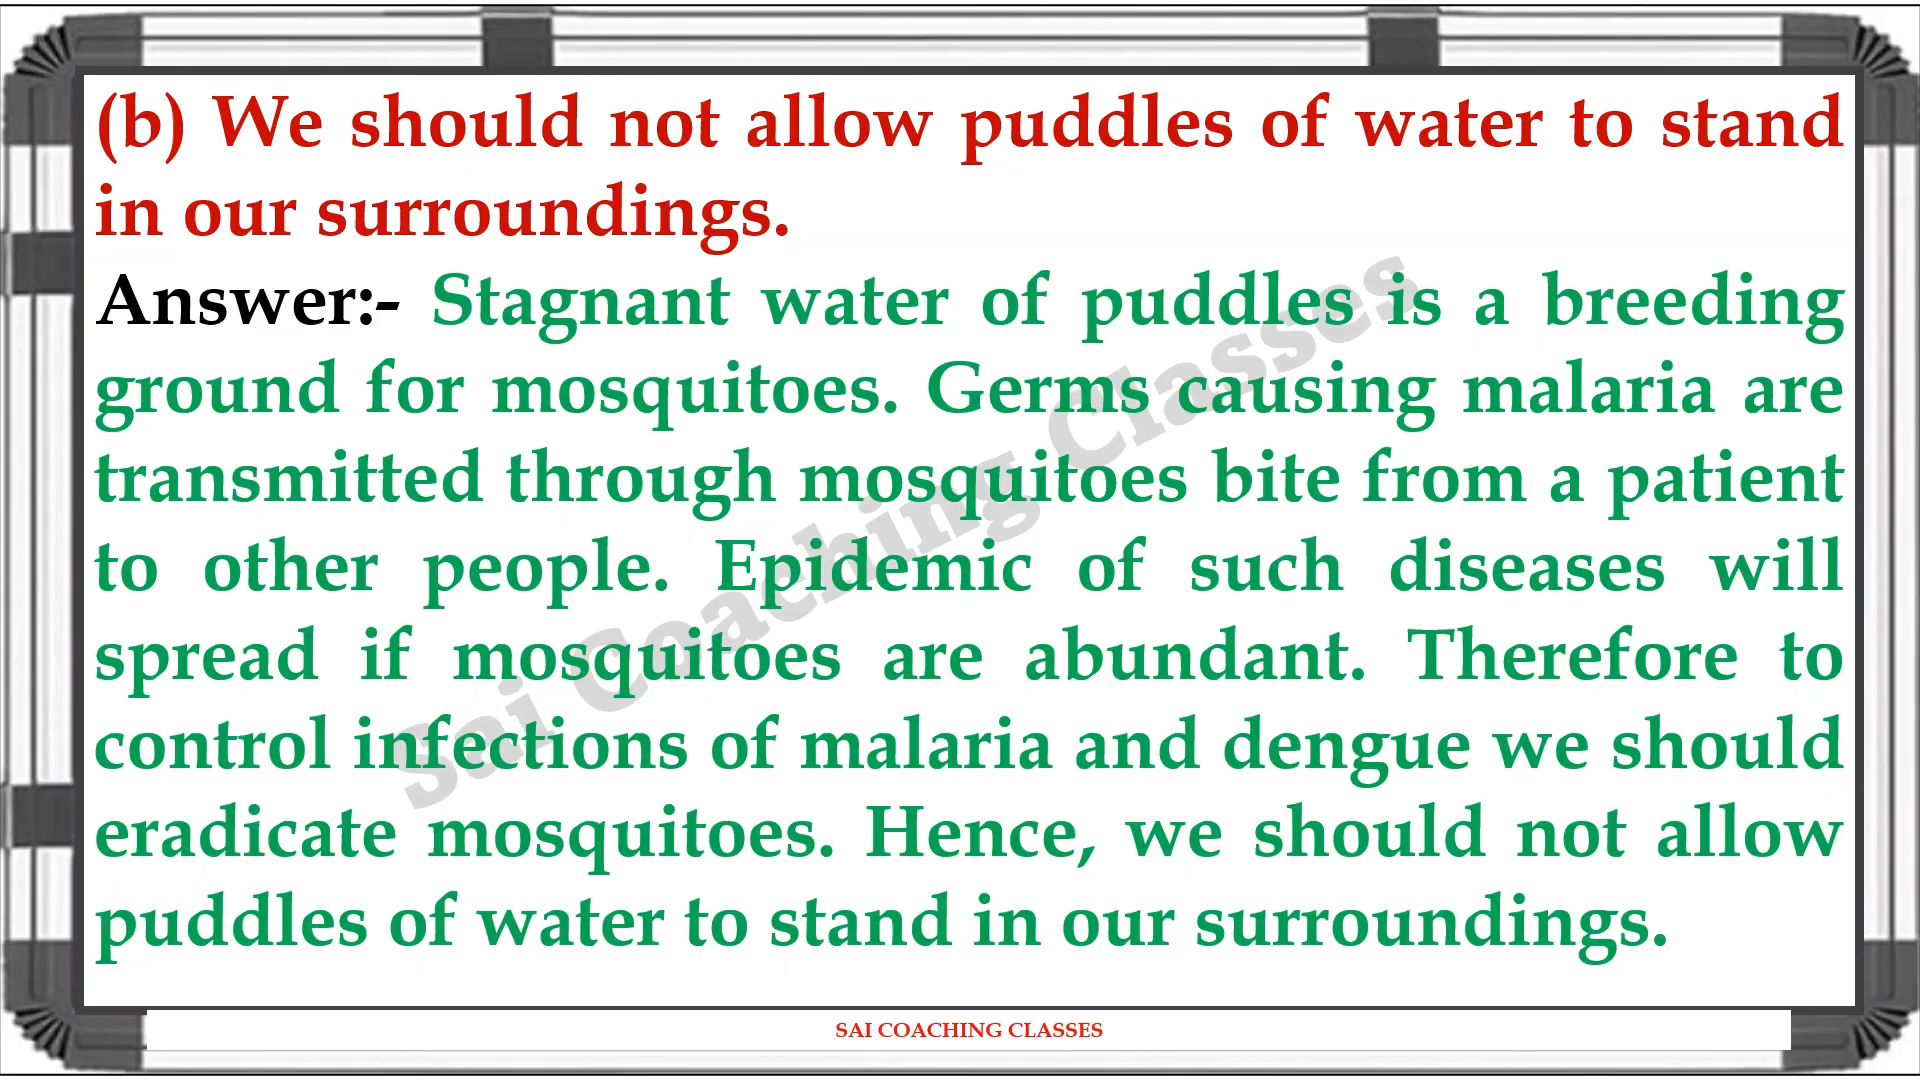 (b) We should not allow puddles of water to stand
in our surroundings.
Answer:- Stagnant water of puddles is a breeding
ground for mosquitoes. Germs causing malaria are
transmitted through mosquitoes bite from a patient
to other people. Epidemic of such diseases will
spread if mosquitoes are abundant. Therefore to
control infections of malaria and dengue we should
eradicate mosquitoes. Hence, we should not allow
puddles of water to stand in our surroundings.
Sai Coaching Classes
SAI COACHING CLASSES